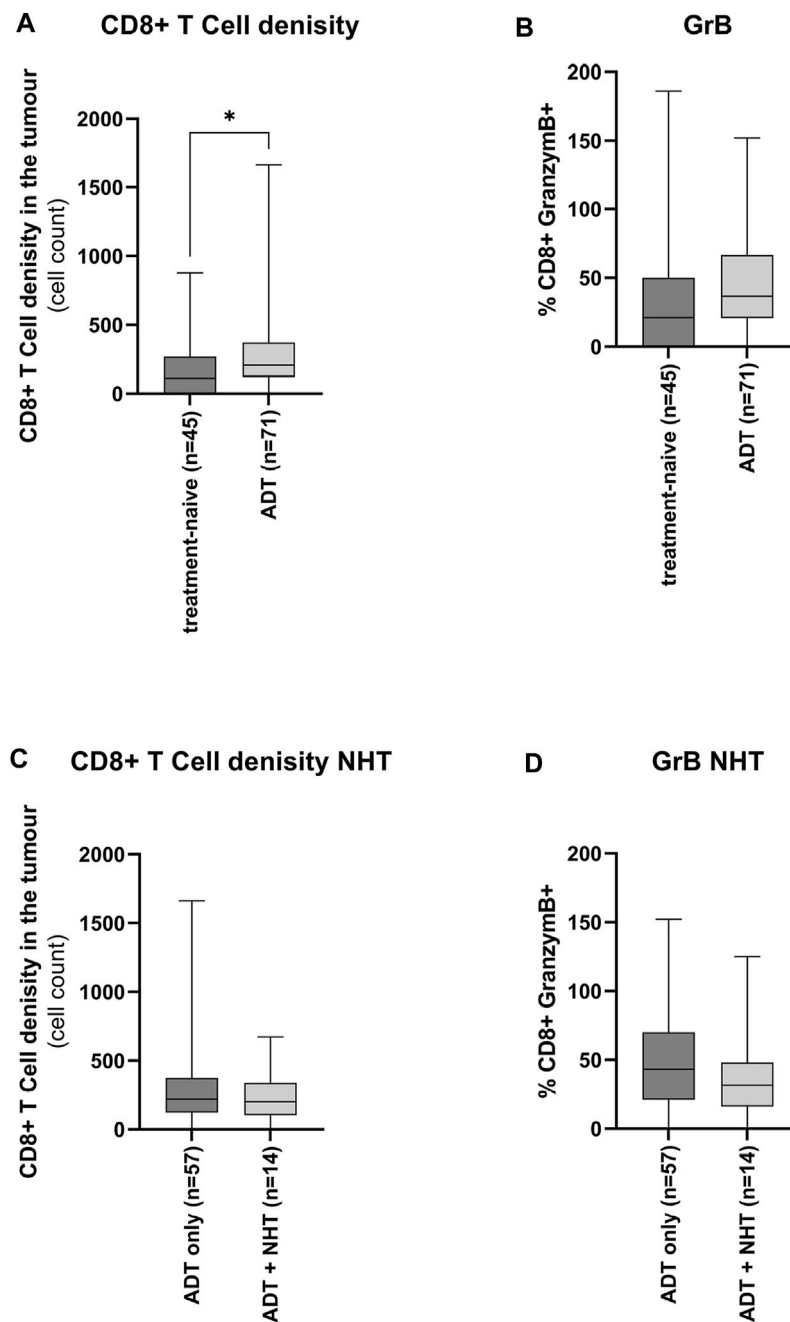 A
CD8+ T Cell denisity
CD8+ T Cell denisity in the tumour
(cell count)
2000
1500
1000
500
0
*
treatment-naive (n=45)
ADT (n=71)
B
GrB
% CD8+ GranzymB+
200
150
100
50
0
treatment-naive (n=45)
ADT (n=71)
C
CD8+ T Cell denisity NHT
CD8+ T Cell denisity in the tumour
(cell count)
2000
1500
1000
500
0
ADT only (n=57)
ADT + NHT (n=14)
D
GrB NHT
% CD8+ GranzymB+
200
150
100
50
0
ADT only (n=57)
ADT + NHT (n=14)